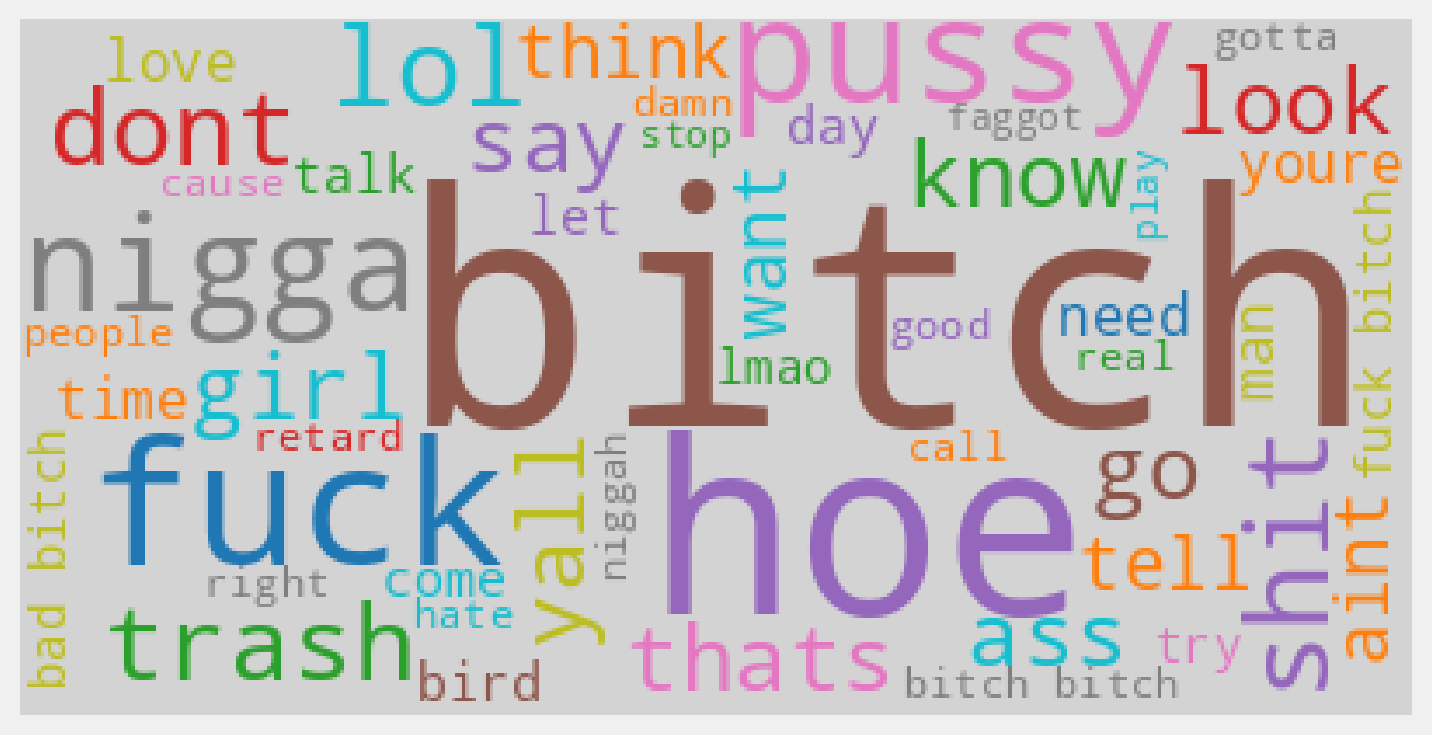 love
lol
think
pussy
gotta
dont
damn
look
say
stop
day
faggot
cause
talk
know
play
youre
let
want
nigga
bitch
fuck bitch
people
good
need
real
lmao
man
time
girl
retard
bad bitch
fuck
yall
niggah
hoe
call
go
shit
aint
tell
right
come
hate
trash
bird
thats
ass
try
bitch bitch